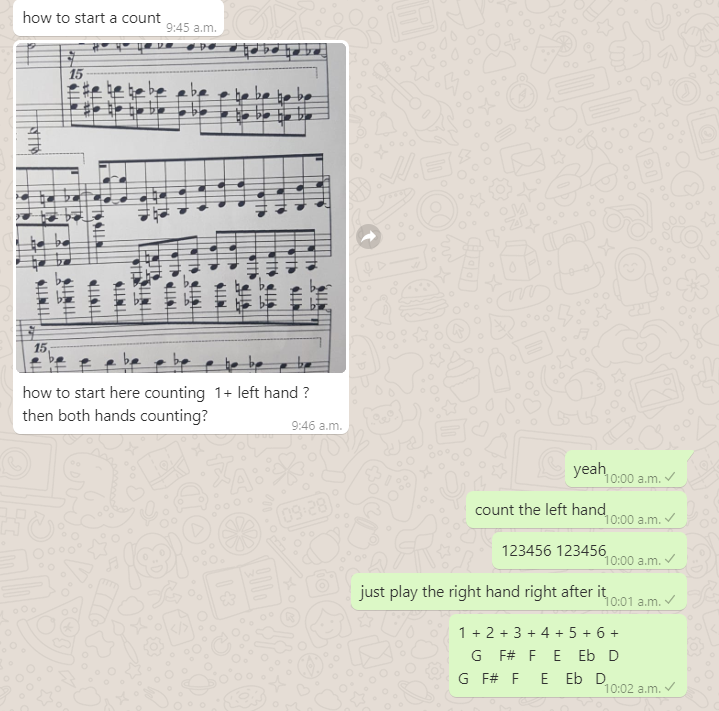 how to start a count
9:45 a.m.
15
15
how to start here counting 1+ left hand ?
then both hands counting?
9:46 a.m.
yeah
10:00 a.m.
count the left hand
10:00 a.m.
123456 123456
10:00 a.m.
just play the right hand right after it
10:01 a.m.
1 + 2 + 3 + 4 + 5 + 6 +
G F# F E Eb D
G F# F E Eb D
10:02 a.m.